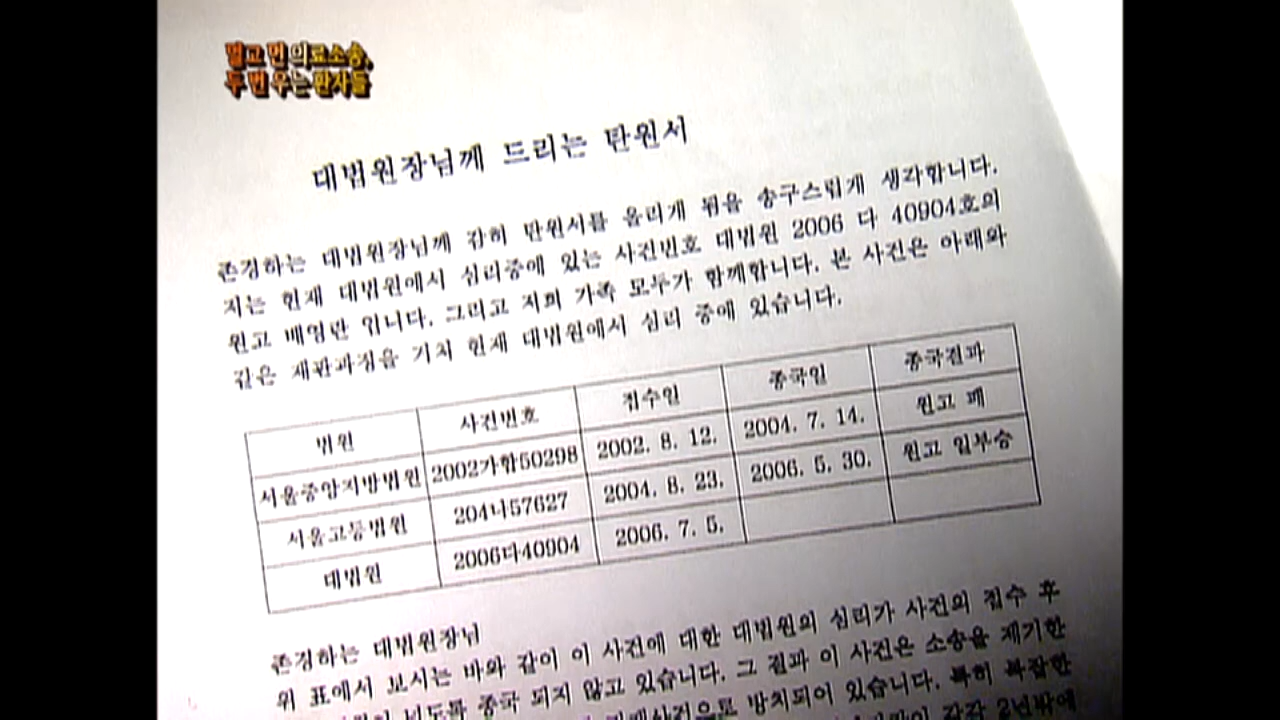 멀고 먼 의료소송,
두 번 우는 환자들
대법원장님께 드리는 탄원서
존경하는 대법원장님께 감히 탄원서를 올리게 됨을 송구스럽게 생각합니다.
저는 현재 대법원에서 심리중에 있는 사건번호 대법원 2006 다 40904호의
원고 배영란 입니다. 그리고 저희 가족 모두가 함께합니다. 본 사건은 아래와
같은 재판과정을 거쳐 현재 대법원에서 심리 중에 있습니다.
법원 사건번호 접수일 종국일 종국결과
서울중앙지방법원 2002가합50298 2002. 8. 12. 2004. 7. 14. 원고 패
서울고등법원 204나57627 2004. 8. 23. 2006. 5. 30. 원고 일부승
대법원 2006다40904 2006. 7. 5.
존경하는 대법원장님
위 표에서 보시는 바와 같이 이 사건에 대한 대법원의 심리가 사건의 접수 후
넘도록 종국 되지 않고 있습니다. 그 결과 이 사건은 소송을 제기한
방치되어 있습니다. 특히 복잡한
각각 2년밖에